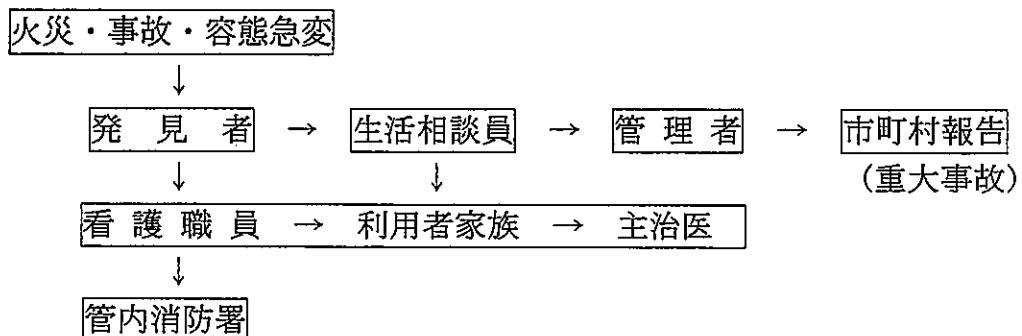 火災・事故・容態急変
↓
発見者 → 生活相談員 → 管理者 → 市町村報告
↓ ↓ (重大事故)
看護職員 → 利用者家族 → 主治医
↓
管内消防署